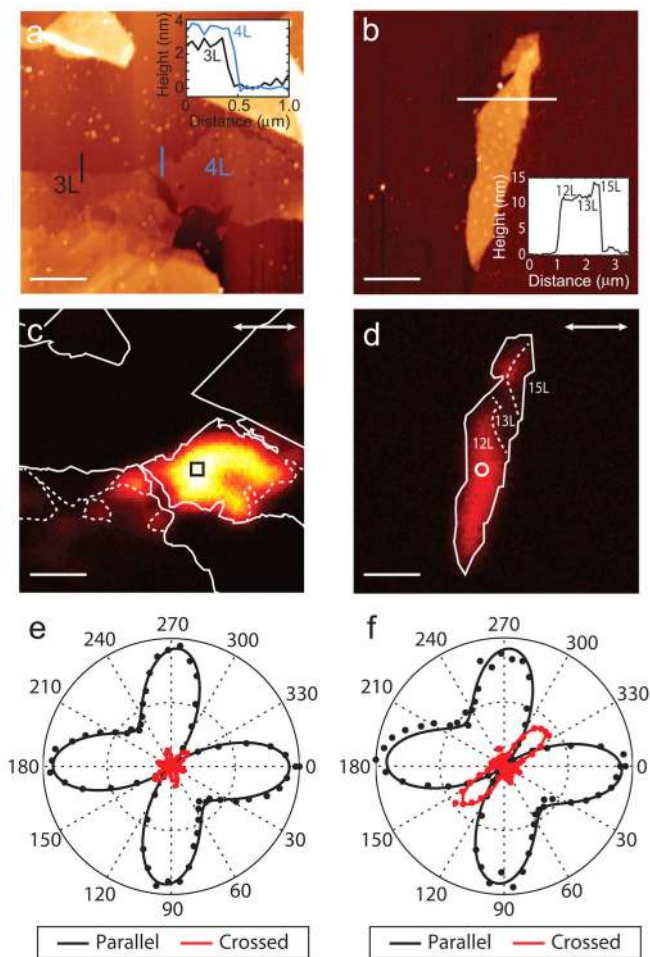 a
4
3
2
1
0
Height (nm)
4L
3L
0
0.5
1.0
Distance (μm)
3L
4L
b
15
10
5
0
Height (nm)
12L
13L
15L
0
1
2
3
Distance (μm)
c
d
15L
13L
12L
e
270
240
300
210
330
180
0
150
30
120
60
90
f
270
240
300
210
330
180
0
150
30
120
60
90
Parallel
Crossed
Parallel
Crossed